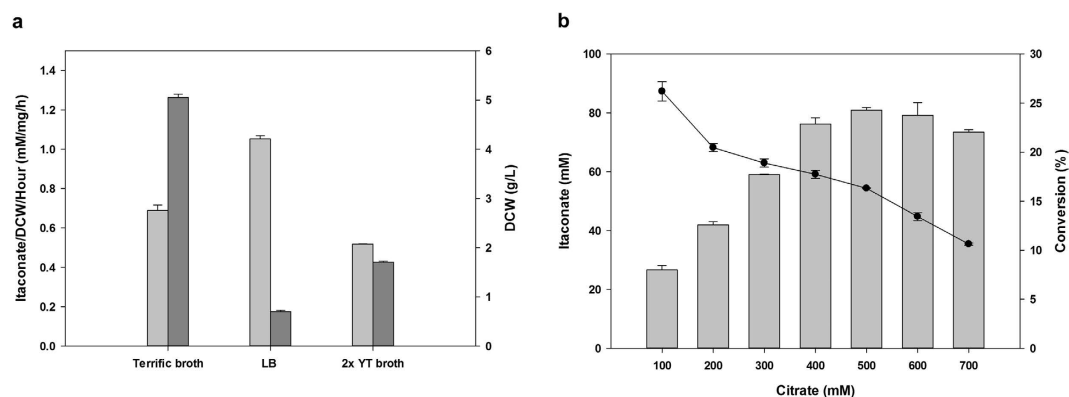 a
Itaconate/DCW/Hour (mM/mg/h)
1.4
1.2
1.0
0.8
0.6
0.4
0.2
0.0
6
5
4
3
2
1
0
DCW (g/L)
Terrific broth
LB
2x YT broth
b
Itaconate (mM)
100
80
60
40
20
0
30
25
20
15
10
5
0
Conversion (%)
100 200 300 400 500 600 700
Citrate (mM)